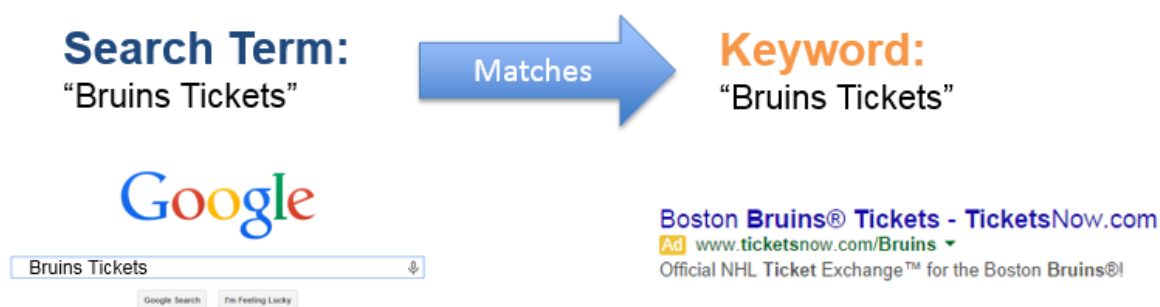 Search Term:
“Bruins Tickets”
Matches
Keyword:
“Bruins Tickets”
Google
Bruins Tickets
Google Search
I'm Feeling Lucky
Boston Bruins® Tickets - TicketsNow.com
Ad www.ticketsnow.com/Bruins
Official NHL Ticket Exchange™ for the Boston Bruins®!